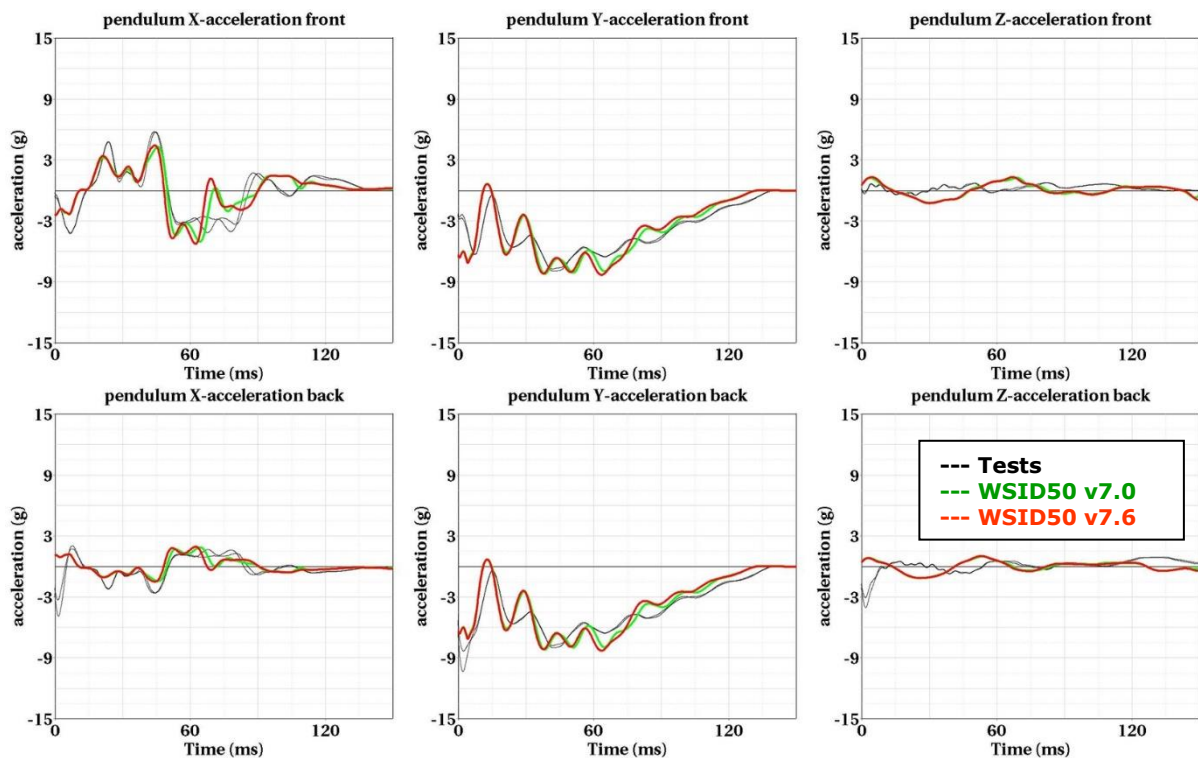 pendulum X-acceleration front
pendulum Y-acceleration front
pendulum Z-acceleration front
acceleration (g)
15
9
3
-3
-9
-15
0
60
120
Time (ms)
acceleration (g)
15
9
3
-3
-9
-15
0
60
120
Time (ms)
acceleration (g)
15
9
3
-3
-9
-15
0
60
120
Time (ms)
pendulum X-acceleration back
pendulum Y-acceleration back
pendulum Z-acceleration back
acceleration (g)
15
9
3
-3
-9
-15
0
60
120
Time (ms)
acceleration (g)
15
9
3
-3
-9
-15
0
60
120
Time (ms)
acceleration (g)
15
9
3
-3
-9
-15
0
60
120
Time (ms)
--- Tests
--- WSID50 v7.0
--- WSID50 v7.6